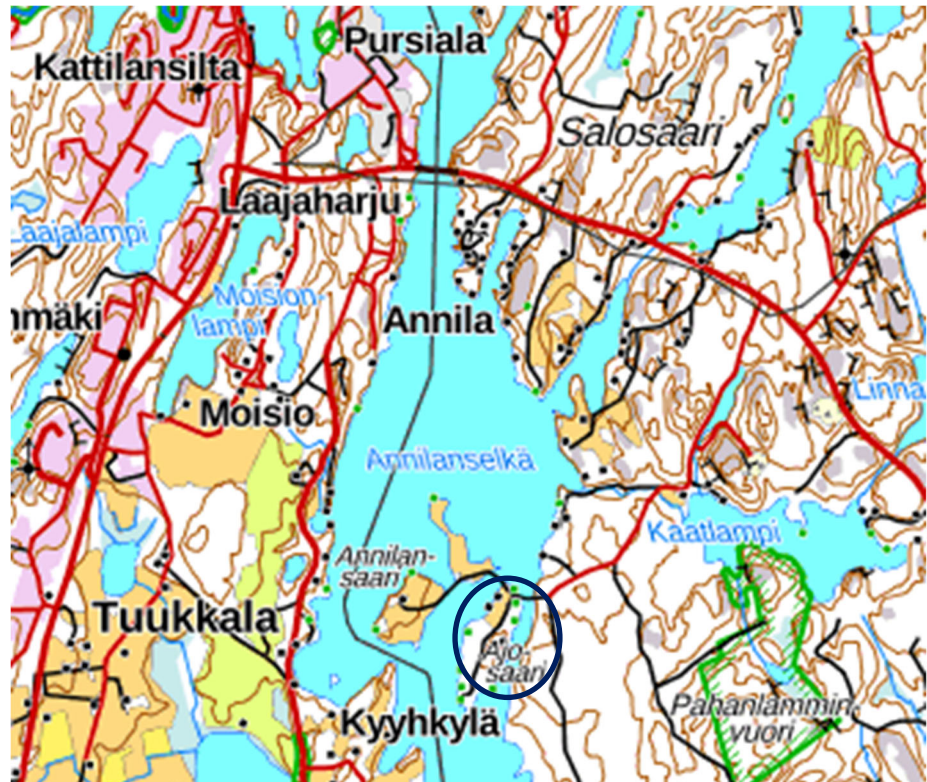 Pursiala
Kattilansilta
Salosaari
Laajaharju
Laajalampi
Moision-
lampi
nmäki
Annila
Linna
Moisio
Annilanselkä
Kaatlampi
Annilan-
saari
Tuukkala
Ajo-
saari
Pahanlammin-
vuori
P
Kyyhkylä